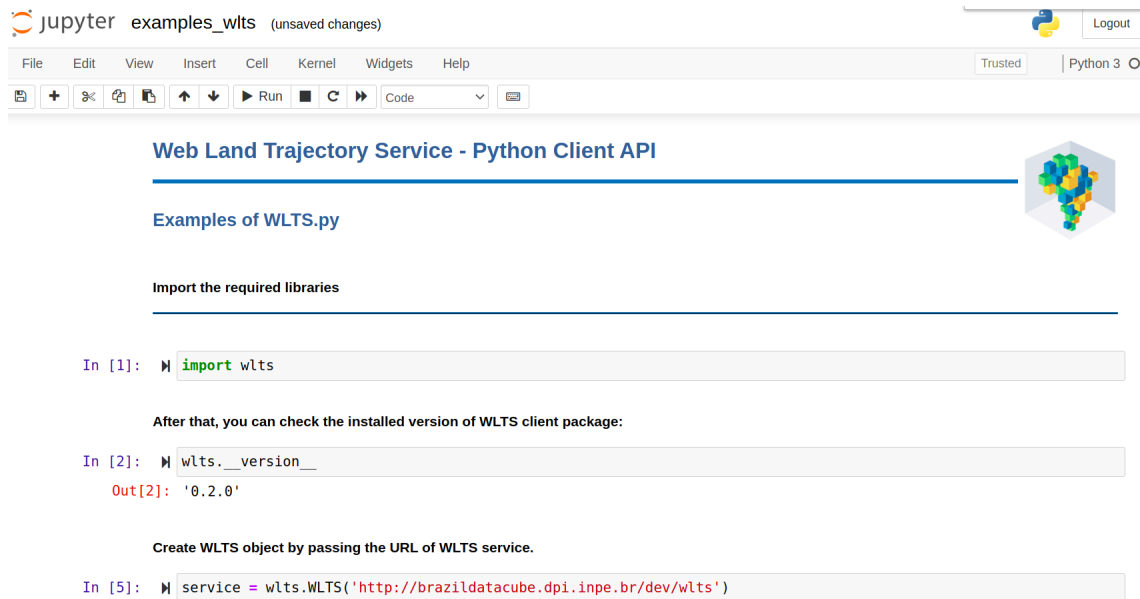 jupyter examples_wlts (unsaved changes) Logout
File Edit View Insert Cell Kernel Widgets Help Trusted Python 3
Run Code
Web Land Trajectory Service - Python Client API
Examples of WLTS.py
Import the required libraries
In [1]: import wlts
After that, you can check the installed version of WLTS client package:
In [2]: wlts.__version__
Out[2]: '0.2.0'
Create WLTS object by passing the URL of WLTS service.
In [5]: service = wlts.WLTS('http://brazildatacube.dpi.inpe.br/dev/wlts')